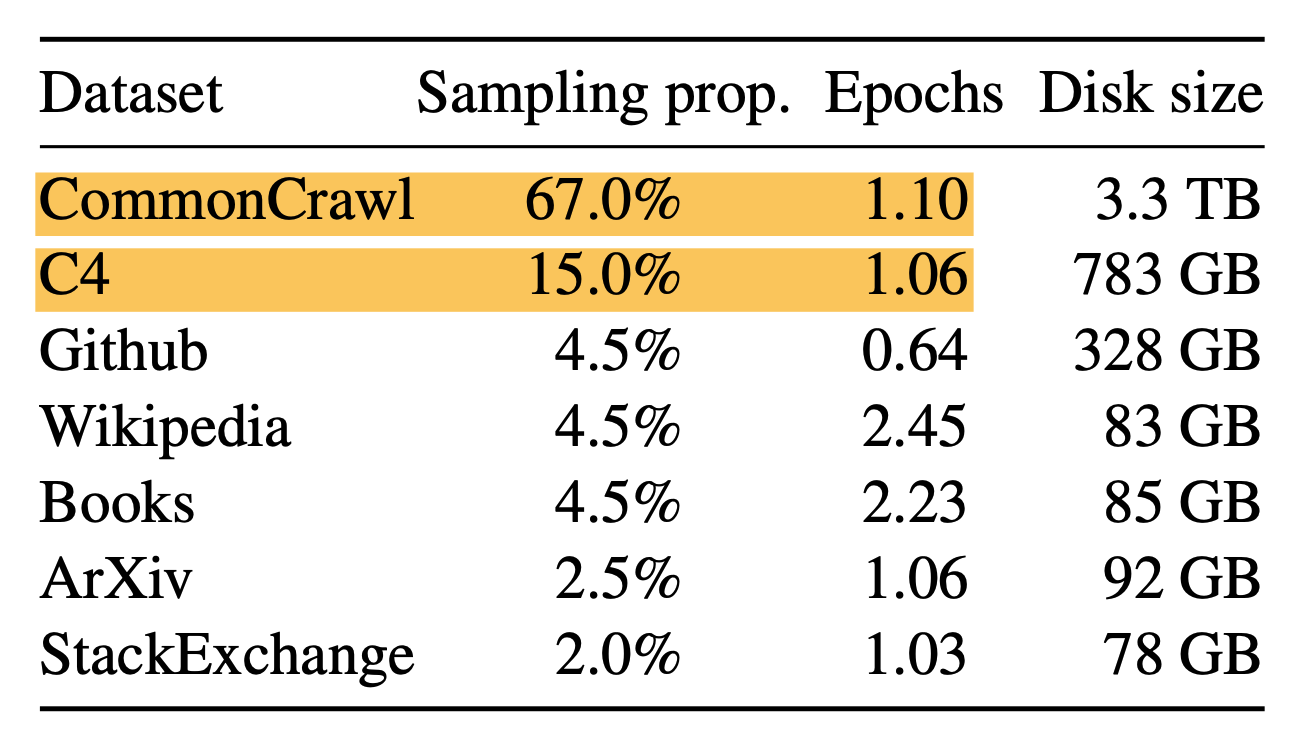 Dataset Sampling prop. Epochs Disk size
CommonCrawl 67.0% 1.10 3.3 TB
C4 15.0% 1.06 783 GB
Github 4.5% 0.64 328 GB
Wikipedia 4.5% 2.45 83 GB
Books 4.5% 2.23 85 GB
ArXiv 2.5% 1.06 92 GB
StackExchange 2.0% 1.03 78 GB